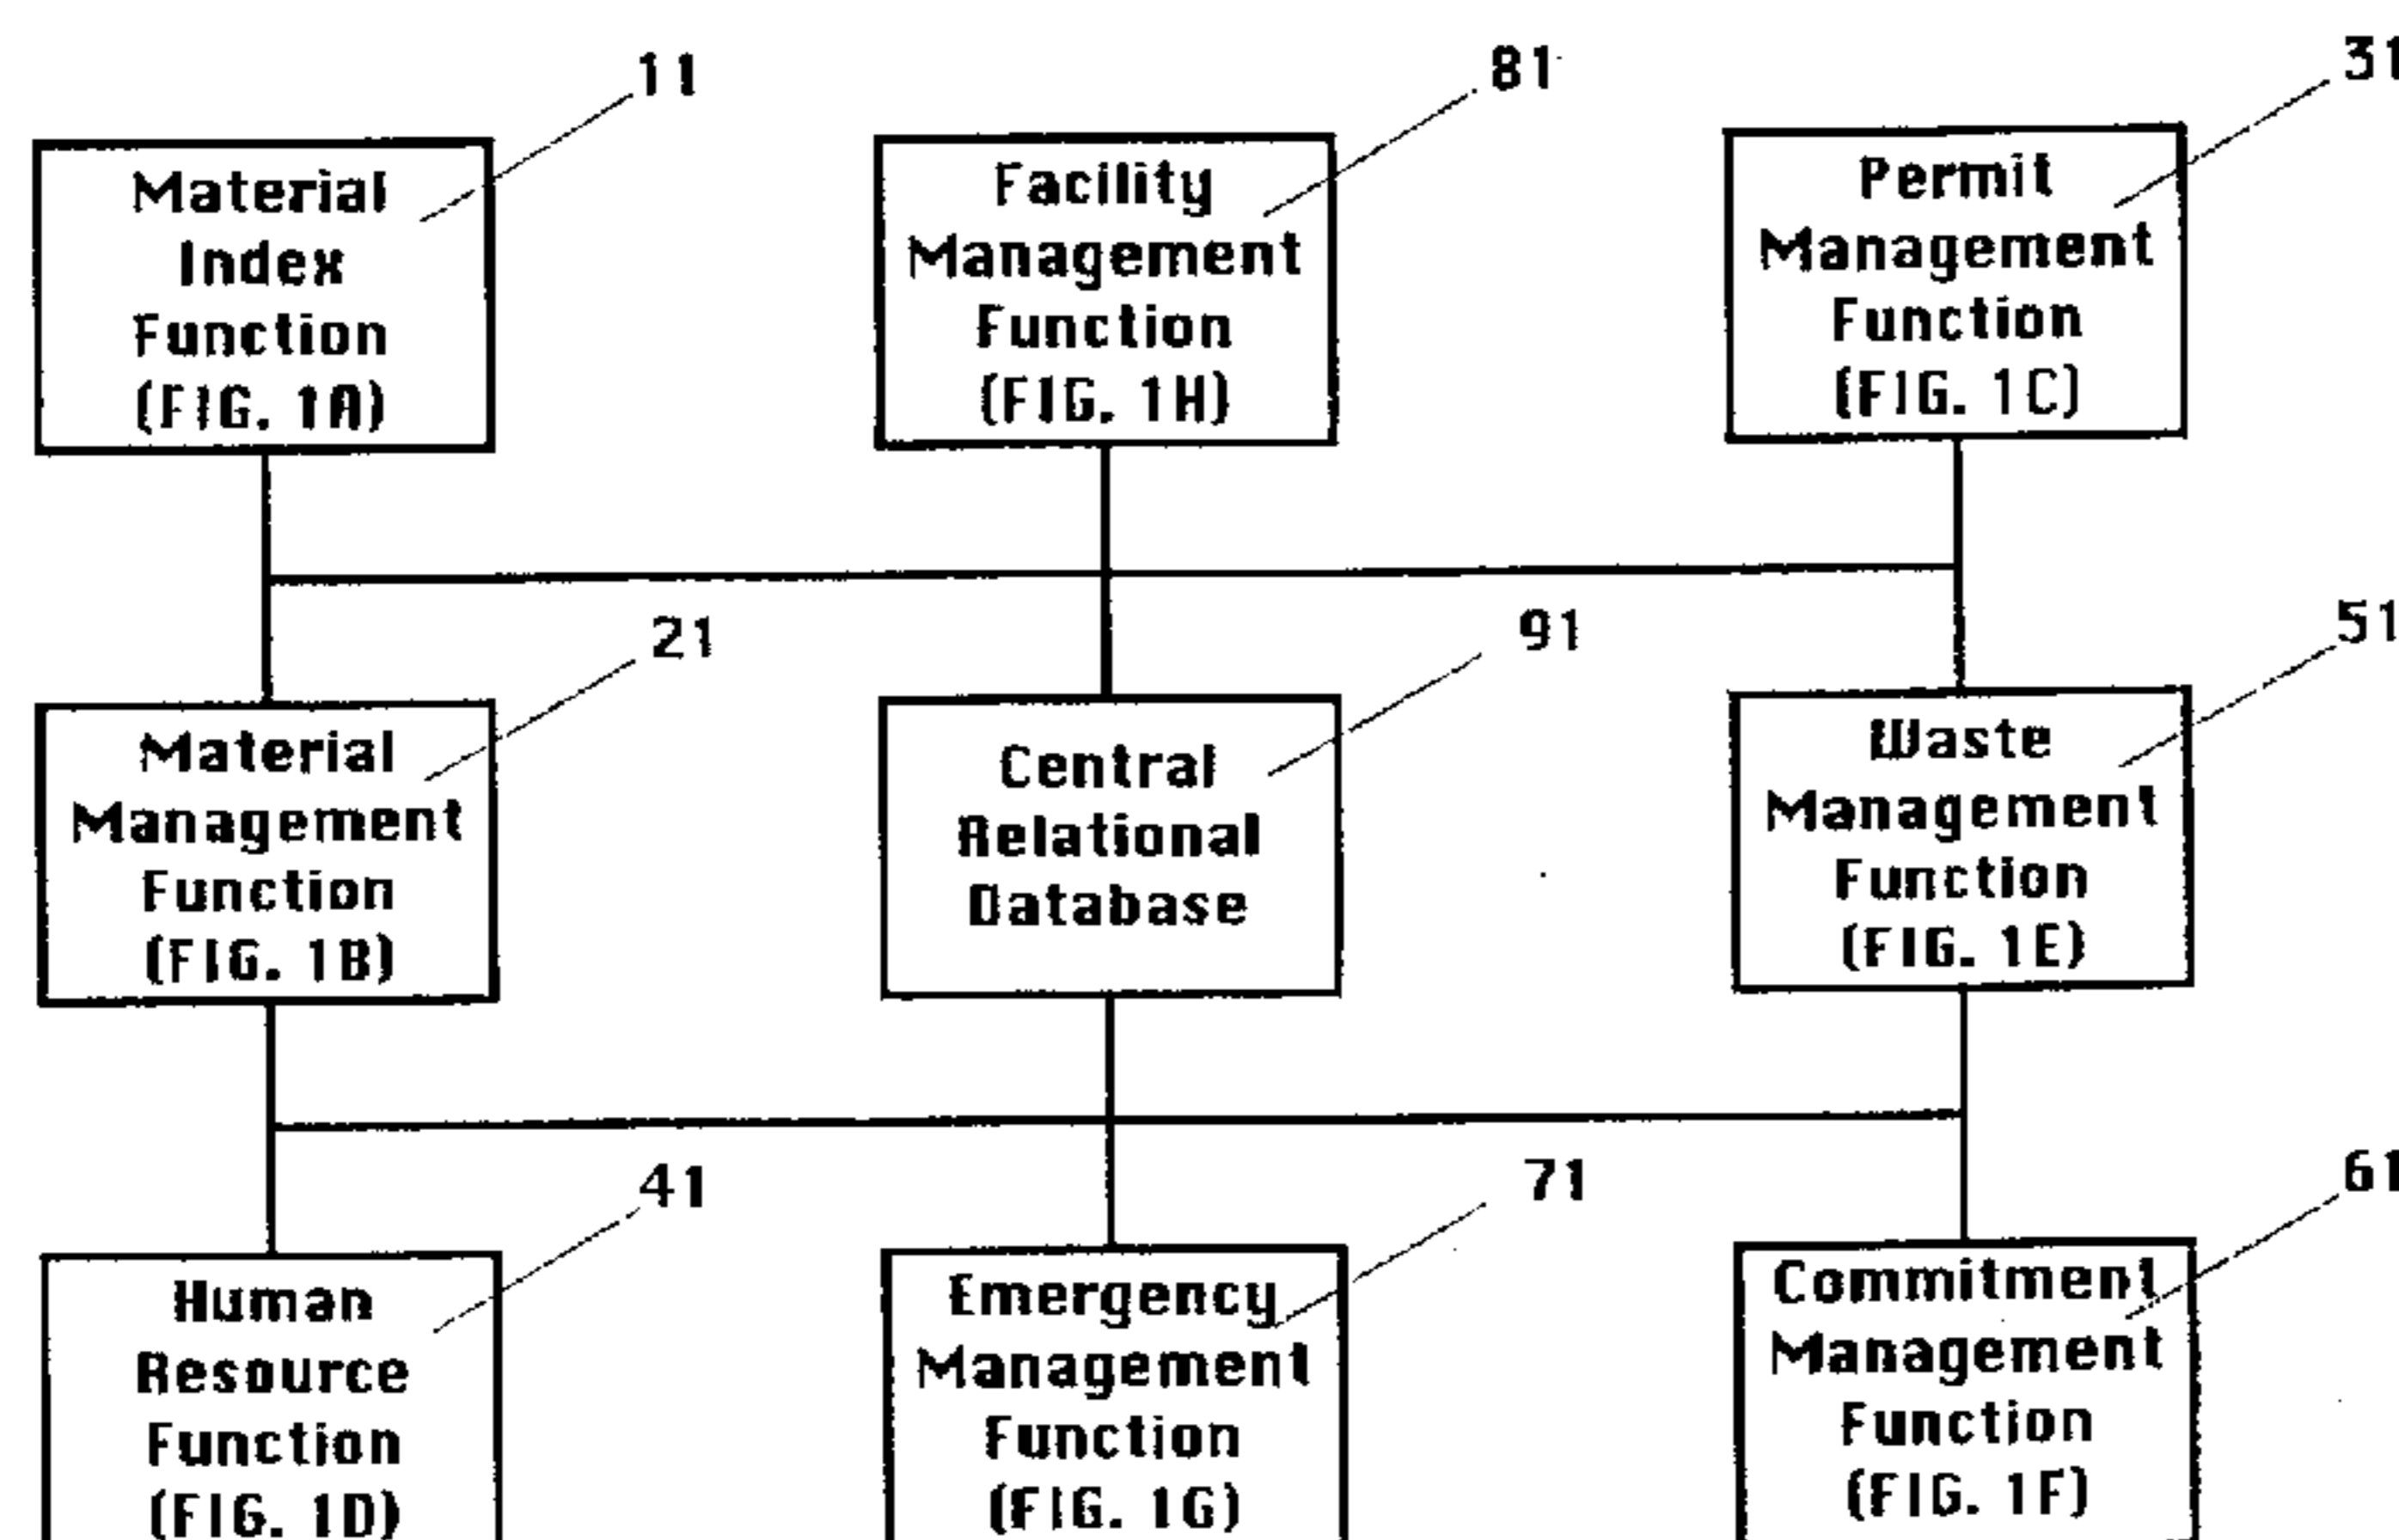 11
Material
Index
Function
(FIG. 1A)
81
Facility
Management
Function
(FIG. 1H)
31
Permit
Management
Function
(FIG. 1C)
21
Material
Management
Function
(FIG. 1B)
91
Central
Relational
Database
51
Waste
Management
Function
(FIG. 1E)
41
Human
Resource
Function
(FIG. 1D)
71
Emergency
Management
Function
(FIG. 1G)
61
Commitment
Management
Function
(FIG. 1F)